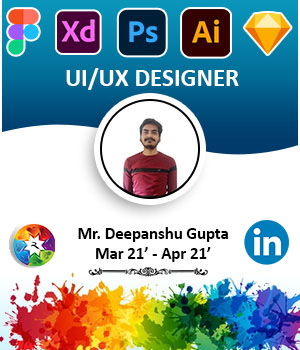 Xd Ps Ai
UI/UX DESIGNER
Mr. Deepanshu Gupta
Mar 21’ - Apr 21’
in